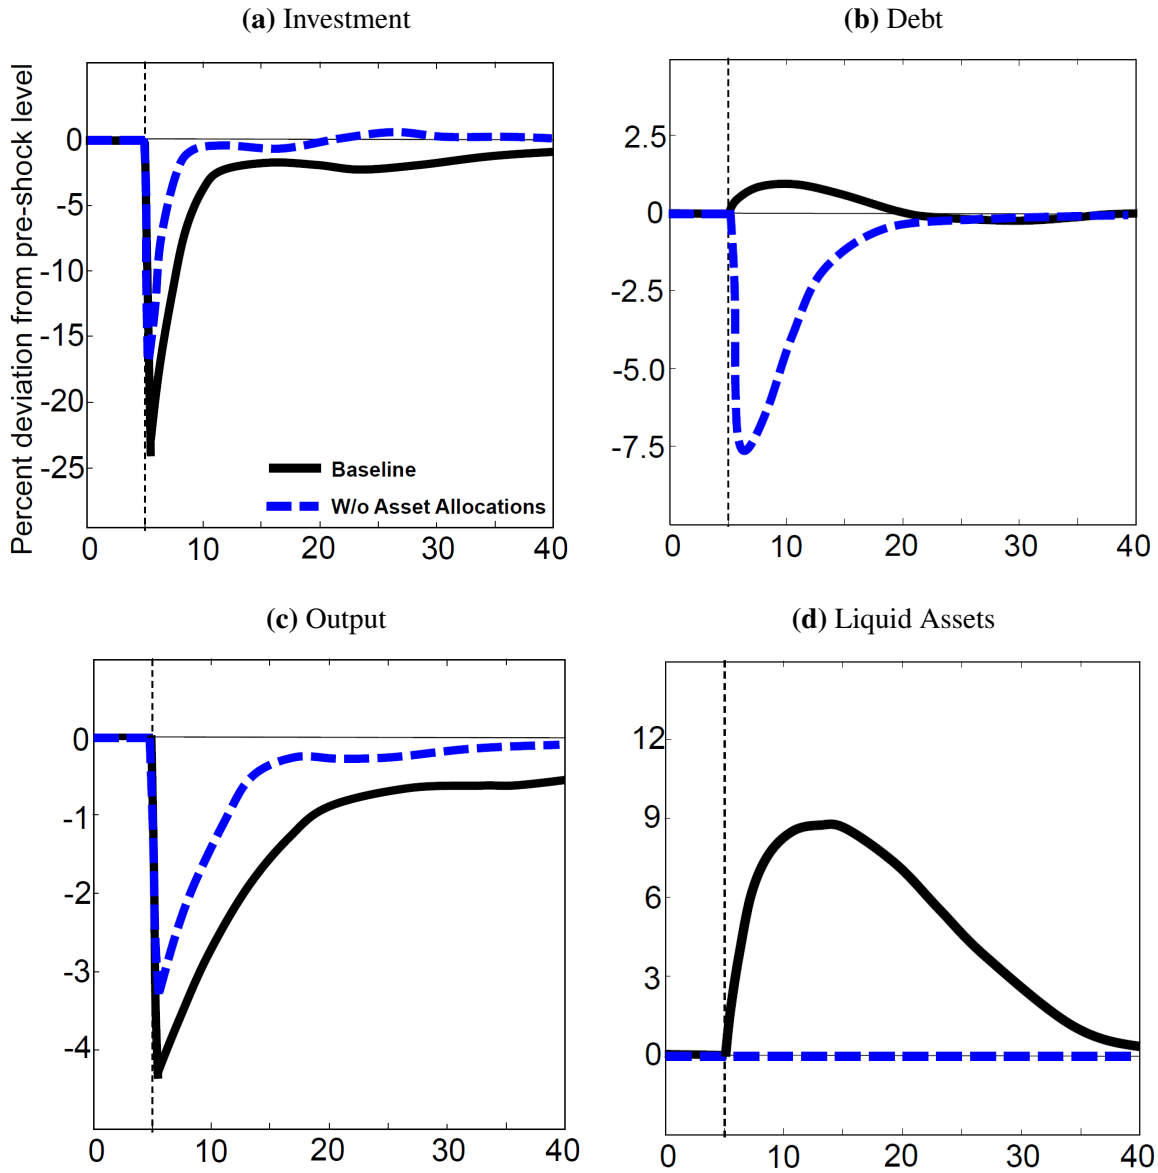 (a) Investment
(b) Debt
Percent deviation from pre-shock level
0
-5
-10
-15
-20
-25
Baseline
W/o Asset Allocations
0 10 20 30 40
2.5
0
-2.5
-5.0
-7.5
0 10 20 30 40
(c) Output
(d) Liquid Assets
0
-1
-2
-3
-4
0 10 20 30 40
12
9
6
3
0
0 10 20 30 40